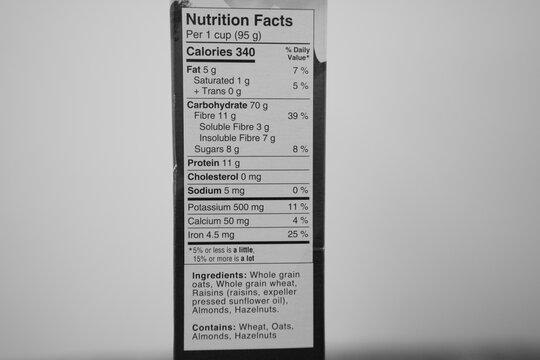 Nutrition Facts
Per 1 cup (95 g)
Calories 340 % Daily Value*
Fat 5 g 7 %
Saturated 1 g
+ Trans 0 g 5 %
Carbohydrate 70 g
Fibre 11 g 39 %
Soluble Fibre 3 g
Insoluble Fibre 7 g
Sugars 8 g 8 %
Protein 11 g
Cholesterol 0 mg
Sodium 5 mg 0 %
Potassium 500 mg 11 %
Calcium 50 mg 4 %
Iron 4.5 mg 25 %
*5% or less is a little,
15% or more is a lot
Ingredients: Whole grain
oats, Whole grain wheat,
Raisins (raisins, expeller
pressed sunflower oil),
Almonds, Hazelnuts.
Contains: Wheat, Oats,
Almonds, Hazelnuts